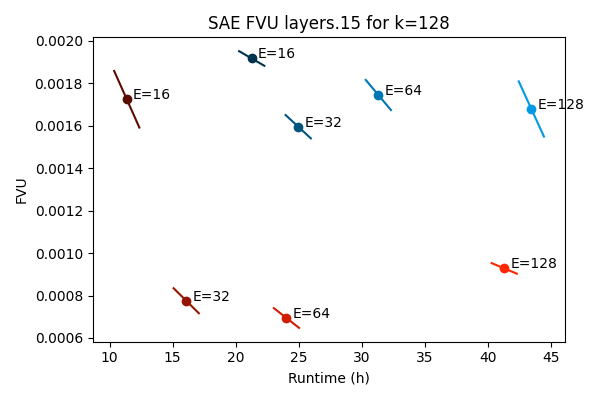 SAE FVU layers.15 for k=128
0.0020
0.0018
0.0016
0.0014
0.0012
0.0010
0.0008
0.0006
FVU
E=16
E=16
E=64
E=128
E=32
E=128
E=32
E=64
10 15 20 25 30 35 40 45
Runtime (h)